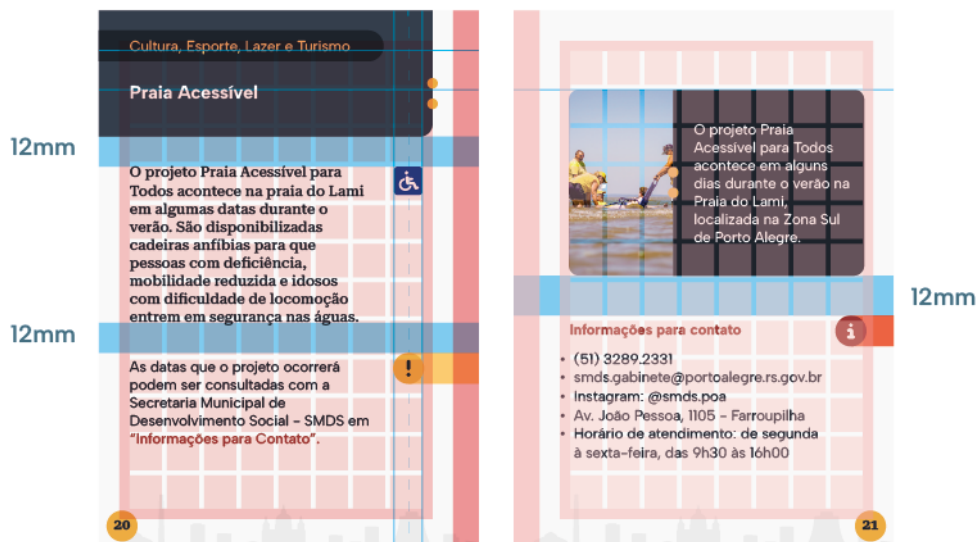 Cultura, Esporte, Lazer e Turismo
Praia Acessível
12mm
O projeto Praia Acessível para
Todos acontece na praia do Lami
em algumas datas durante o
verão. São disponibilizadas
cadeiras anfíbias para que
pessoas com deficiência,
mobilidade reduzida e idosos
com dificuldade de locomoção
entrem em segurança nas águas.
12mm
As datas que o projeto ocorrerá
podem ser consultadas com a
Secretaria Municipal de
Desenvolvimento Social – SMDS em
“Informações para Contato”.
!
20
O projeto Praia
Acessível para Todos
acontece em alguns
dias durante o verão na
Praia do Lami,
localizada na Zona Sul
de Porto Alegre.
12mm
Informações para contato
i
• (51) 3289.2331
• smds.gabinete@portoalegre.rs.gov.br
• Instagram: @smds.poa
• Av. João Pessoa, 1105 – Farroupilha
• Horário de atendimento: de segunda
à sexta-feira, das 9h30 às 16h00
21